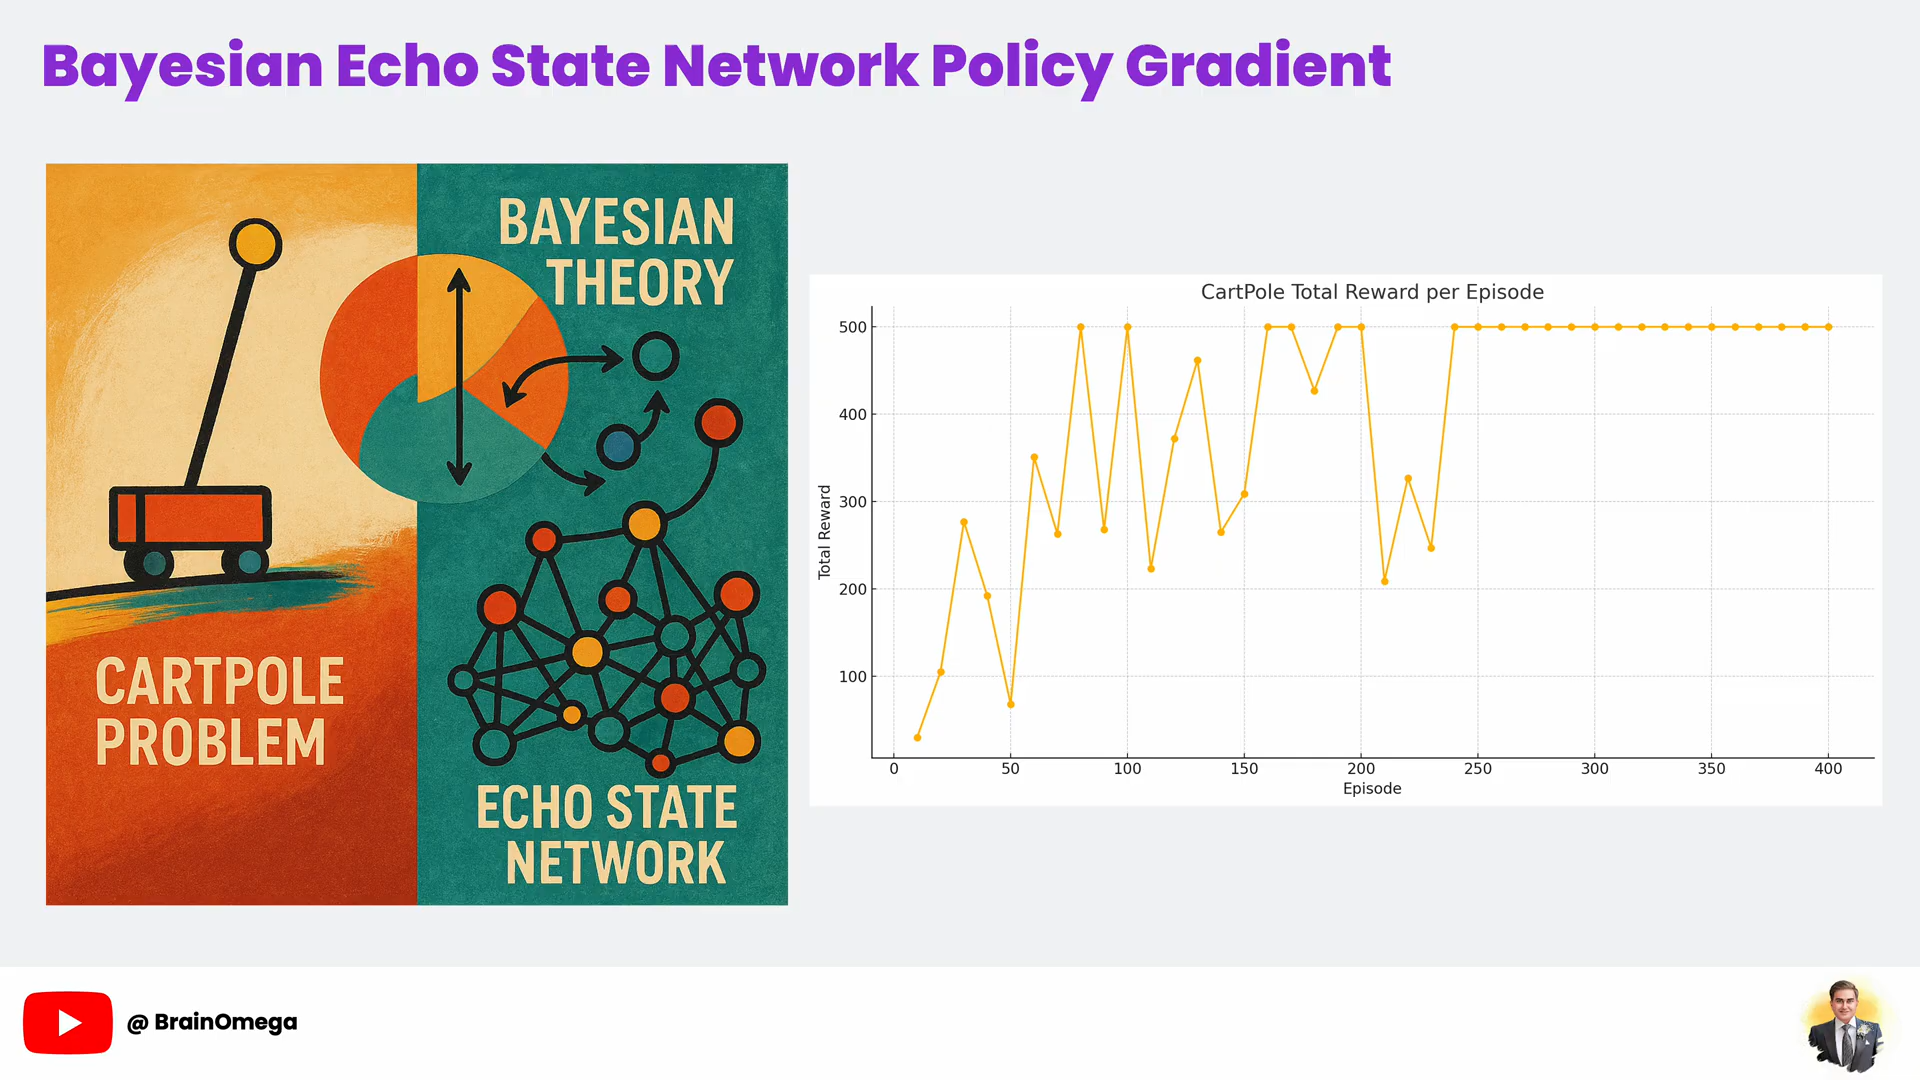 Bayesian Echo State Network Policy Gradient
BAYESIAN
THEORY
CARTPOLE
PROBLEM
ECHO STATE
NETWORK
CartPole Total Reward per Episode
Total Reward
500
400
300
200
100
0 50 100 150 200 250 300 350 400
Episode
@ BrainOmega